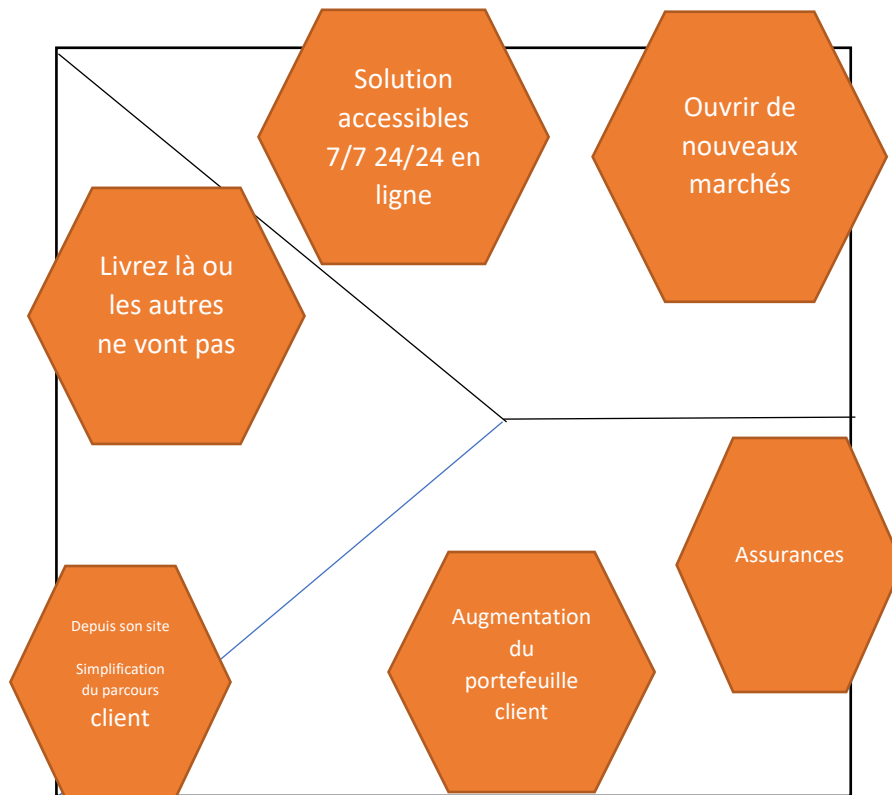 Solution
accessibles
7/7 24/24 en
ligne
Ouvrir de
nouveaux
marchés
Livrez là ou
les autres
ne vont pas
Assurances
Depuis son site
Simplification
du parcours
client
Augmentation
du
portefeuille
client